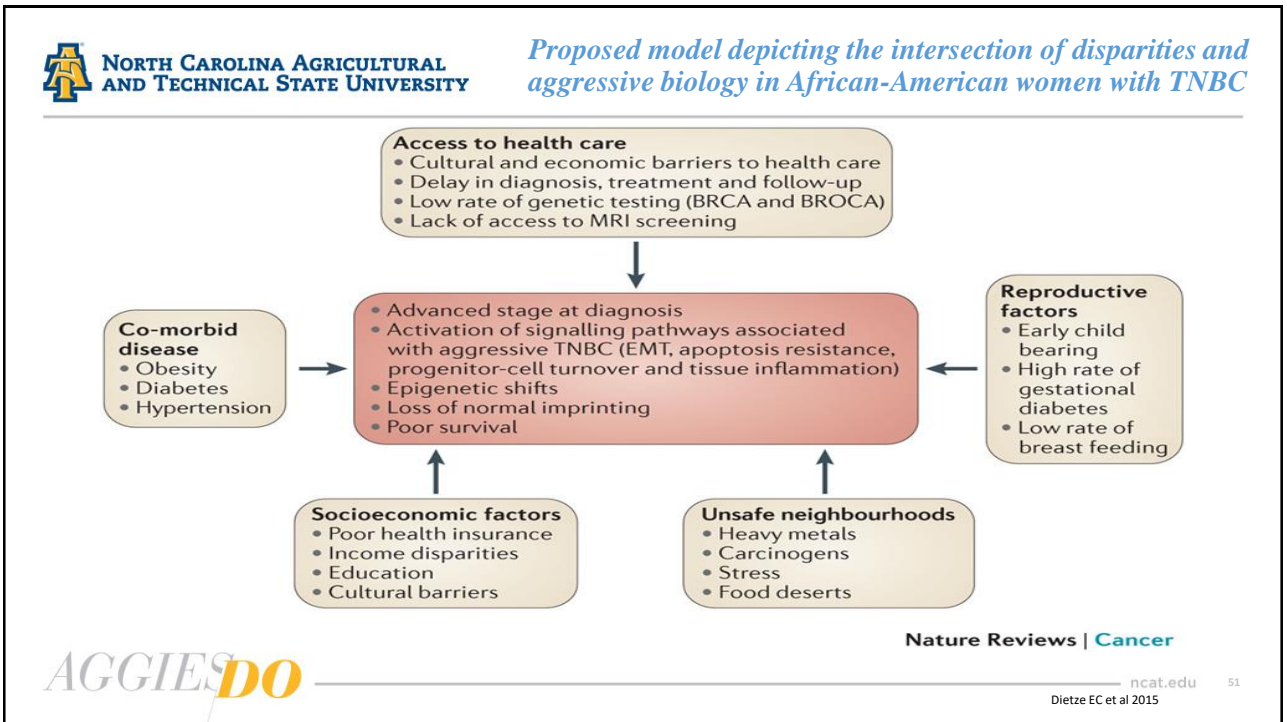 NORTH CAROLINA AGRICULTURAL
AND TECHNICAL STATE UNIVERSITY
Proposed model depicting the intersection of disparities and
aggressive biology in African-American women with TNBC
Access to health care
• Cultural and economic barriers to health care
• Delay in diagnosis, treatment and follow-up
• Low rate of genetic testing (BRCA and BROCA)
• Lack of access to MRI screening
Co-morbid
disease
• Obesity
• Diabetes
• Hypertension
• Advanced stage at diagnosis
• Activation of signalling pathways associated
with aggressive TNBC (EMT, apoptosis resistance,
progenitor-cell turnover and tissue inflammation)
• Epigenetic shifts
• Loss of normal imprinting
• Poor survival
Reproductive
factors
• Early child
bearing
• High rate of
gestational
diabetes
• Low rate of
breast feeding
Socioeconomic factors
• Poor health insurance
• Income disparities
• Education
• Cultural barriers
Unsafe neighbourhoods
• Heavy metals
• Carcinogens
• Stress
• Food deserts
Nature Reviews | Cancer
AGGIES DO
ncat.edu 51
Dietze EC et al 2015